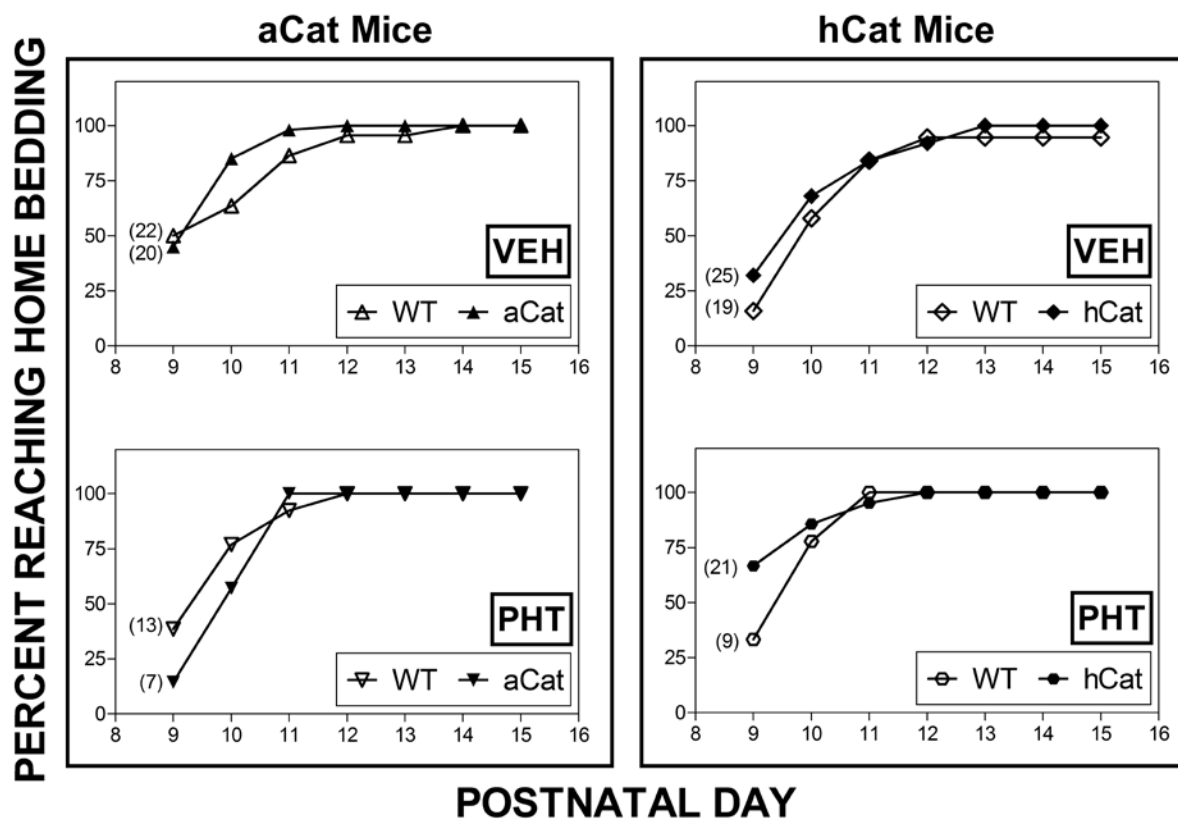 aCat Mice
hCat Mice
PERCENT REACHING HOME BEDDING
100
75
50
25
0
(22)
(20)
VEH
WT aCat
8 9 10 11 12 13 14 15 16
100
75
50
25
0
(25)
(19)
VEH
WT hCat
8 9 10 11 12 13 14 15 16
100
75
50
25
0
(13)
(7)
PHT
WT aCat
8 9 10 11 12 13 14 15 16
100
75
50
25
0
(21)
(9)
PHT
WT hCat
8 9 10 11 12 13 14 15 16
POSTNATAL DAY